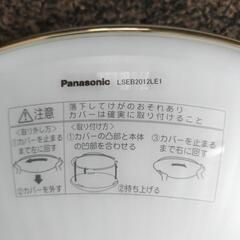 Panasonic LSEB2012LE1
注意
落下してけがのおそれあり
カバーは確実に取り付けること
<取り外し方>
①カバーを止まるまで左に回す
②カバーを外す
<取り付け方>
①カバーの凸部と本体の凹部を合わせる
②持ち上げる
③カバーを止まるまで右に回す